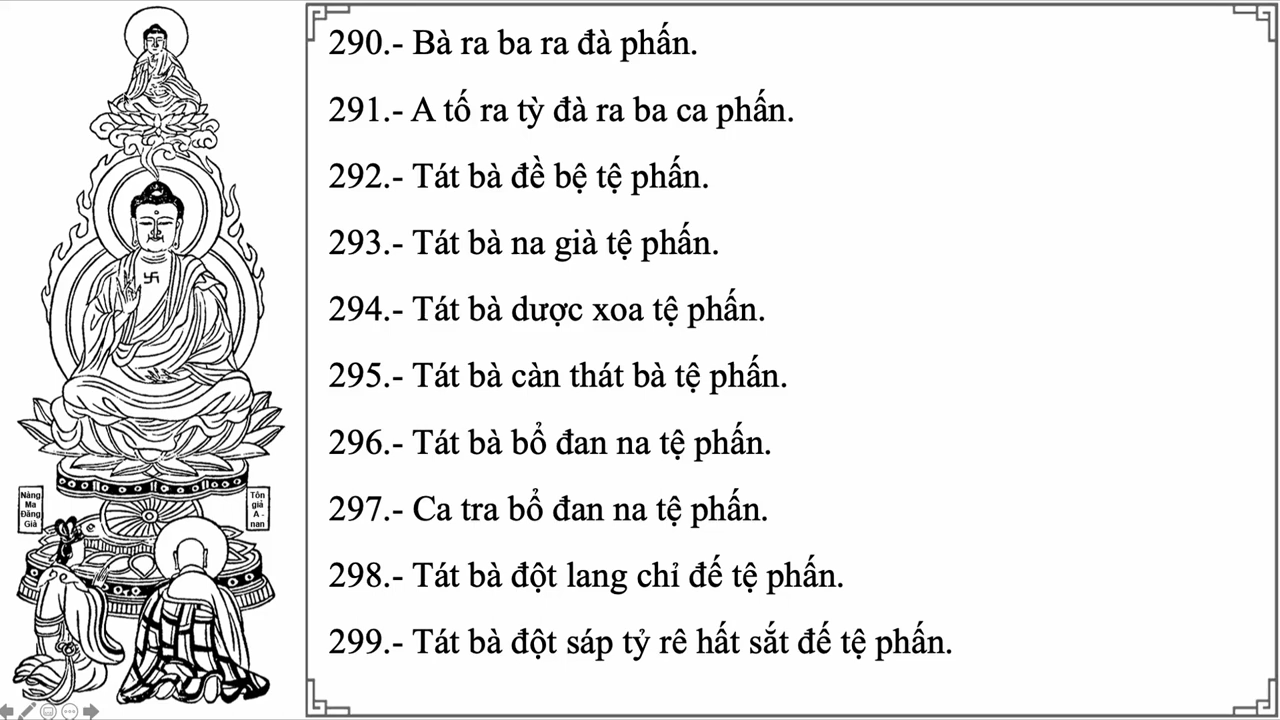 290.- Bà ra ba ra đà phấn.
291.- A tố ra tỳ đà ra ba ca phấn.
292.- Tát bà đề bệ tệ phấn.
293.- Tát bà na già tệ phấn.
294.- Tát bà dược xoa tệ phấn.
295.- Tát bà càn thát bà tệ phấn.
296.- Tát bà bổ đan na tệ phấn.
297.- Ca tra bổ đan na tệ phấn.
298.- Tát bà đột lang chỉ đế tệ phấn.
299.- Tát bà đột sáp tỷ rê hất sắt đế tệ phấn.
Nàng
Ma
Đăng
Già
Tôn
giả
A -
nan